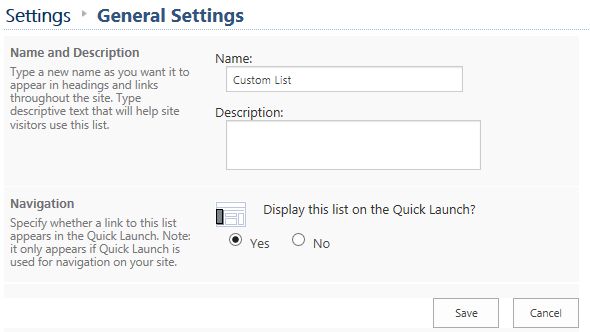 Settings ‣ General Settings
Name and Description
Type a new name as you want it to
appear in headings and links
throughout the site. Type
descriptive text that will help site
visitors use this list.
Name:
Custom List
Description:
Navigation
Specify whether a link to this list
appears in the Quick Launch. Note:
it only appears if Quick Launch is
used for navigation on your site.
Display this list on the Quick Launch?
Yes No
Save Cancel